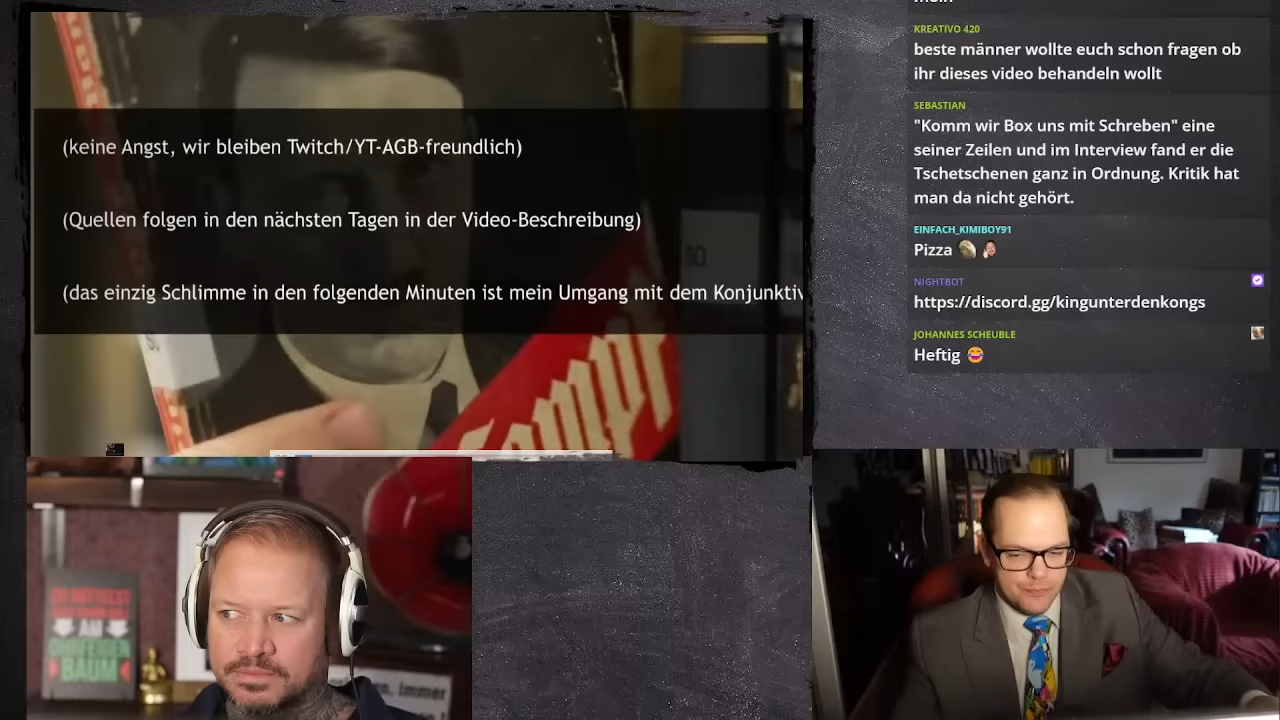 (keine Angst, wir bleiben Twitch/YT-AGB-freundlich)
(Quellen folgen in den nächsten Tagen in der Video-Beschreibung)
(das einzig Schlimme in den folgenden Minuten ist mein Umgang mit dem Konjunktiv
Kampf
KREATIVO 420
beste männer wollte euch schon fragen ob
ihr dieses video behandeln wollt
SEBASTIAN
"Komm wir Box uns mit Schreben" eine
seiner Zeilen und im Interview fand er die
Tschetschenen ganz in Ordnung. Kritik hat
man da nicht gehört.
EINFACH_KIMIBOY91
Pizza
NIGHTBOT
https://discord.gg/kingunterdenkongs
JOHANNES SCHEUBLE
Heftig 😂
AM
BAUM
immer